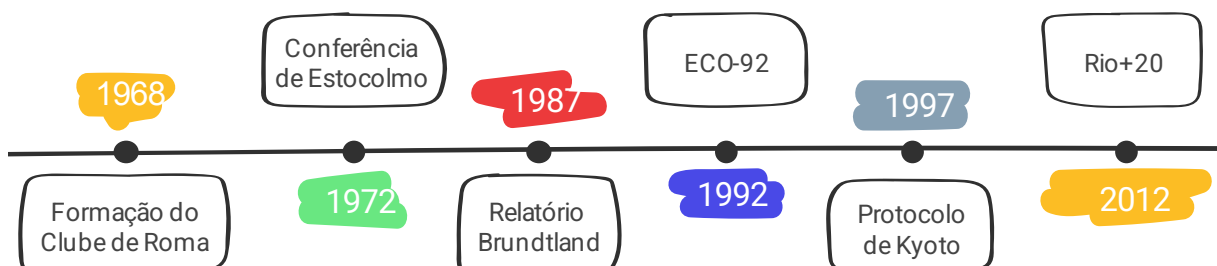 1968
Formação do
Clube de Roma
Conferência
de Estocolmo
1972
1987
Relatório
Brundtland
ECO-92
1992
1997
Protocolo
de Kyoto
Rio+20
2012